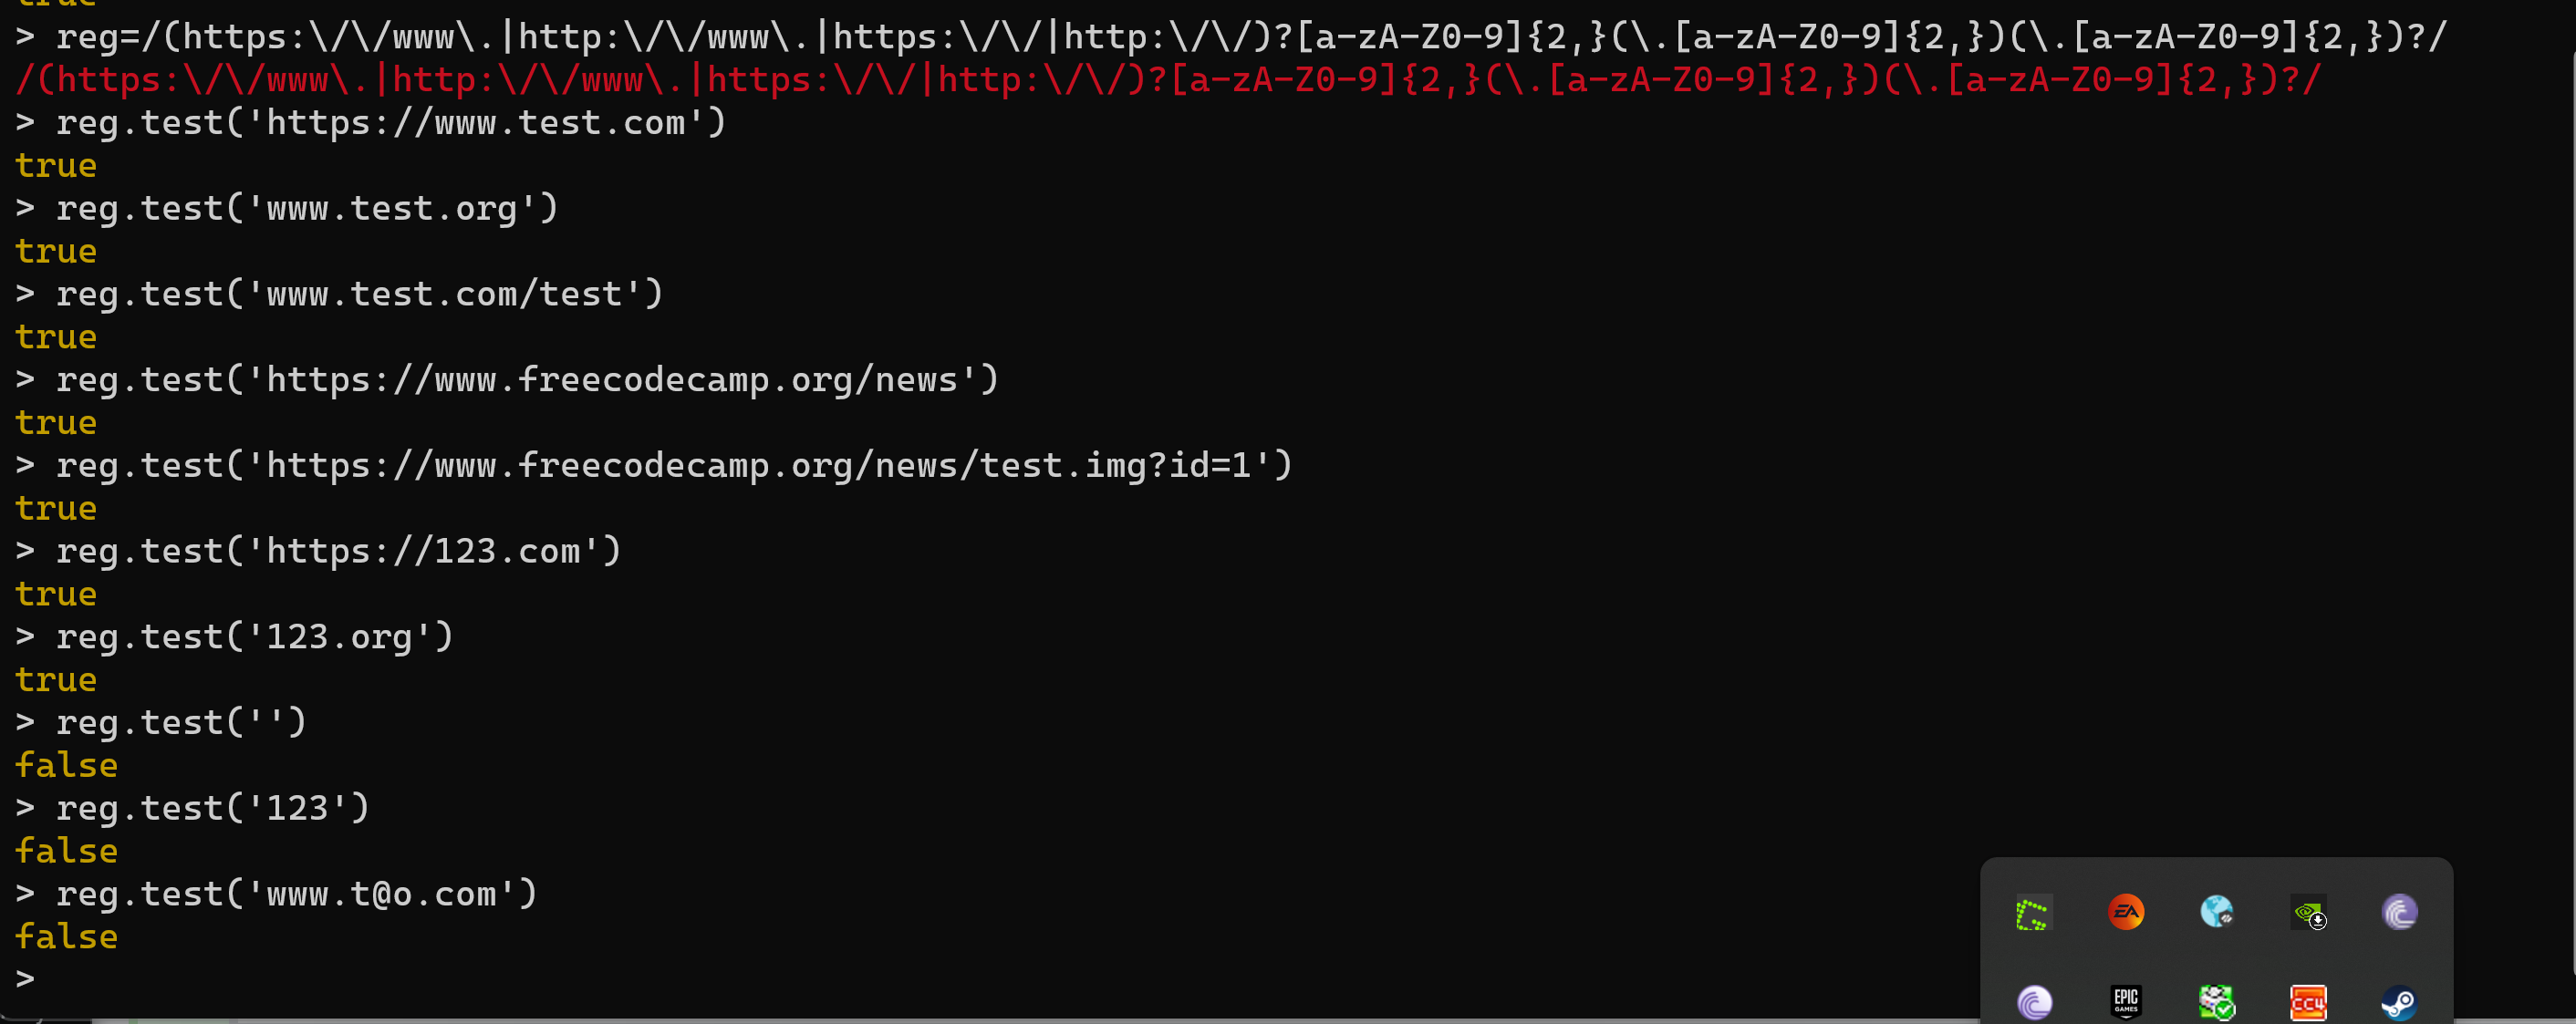 true
> reg=/(https:\/\/www\.|http:\/\/www\.|https:\/\/|http:\/\/)?[a-zA-Z0-9]{2,}(\.[a-zA-Z0-9]{2,})(\.[a-zA-Z0-9]{2,})?/
/(https:\/\/www\.|http:\/\/www\.|https:\/\/|http:\/\/)?[a-zA-Z0-9]{2,}(\.[a-zA-Z0-9]{2,})(\.[a-zA-Z0-9]{2,})?/
> reg.test('https://www.test.com')
true
> reg.test('www.test.org')
true
> reg.test('www.test.com/test')
true
> reg.test('https://www.freecodecamp.org/news')
true
> reg.test('https://www.freecodecamp.org/news/test.img?id=1')
true
> reg.test('https://123.com')
true
> reg.test('123.org')
true
> reg.test('')
false
> reg.test('123')
false
> reg.test('www.t@o.com')
false
>
EA
EPIC
GAMES
CC4